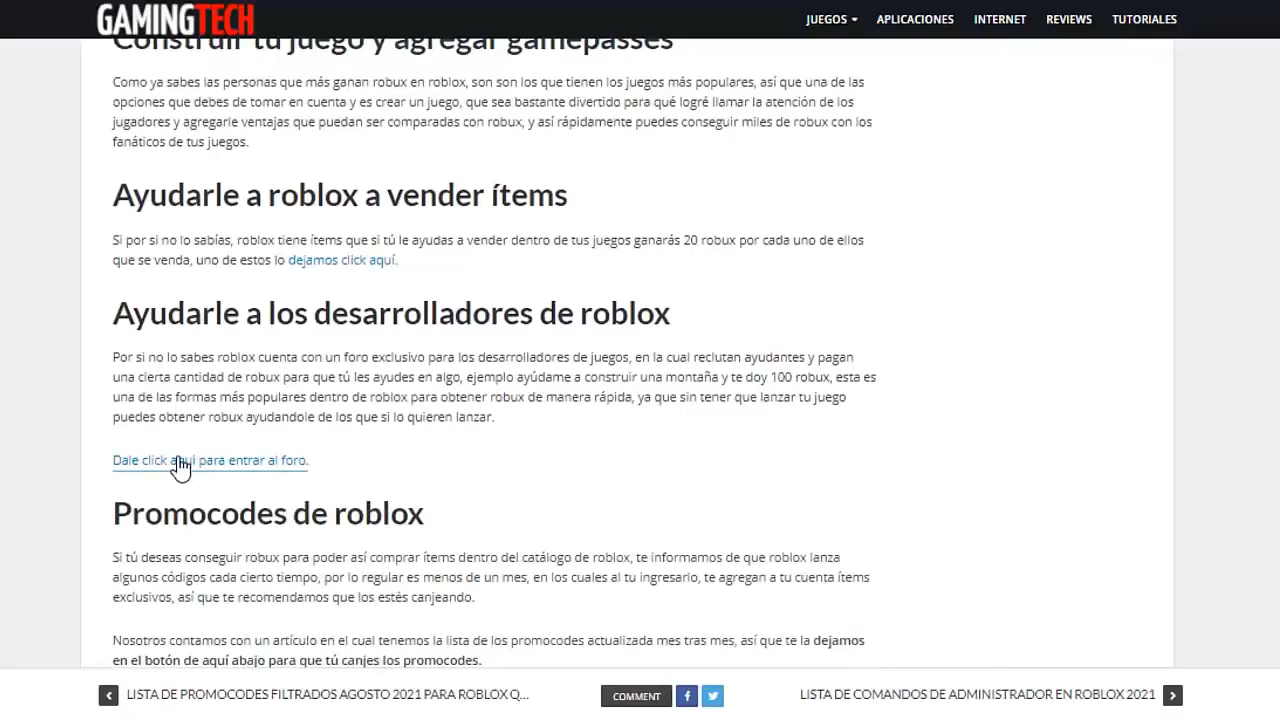 GAMINGTECH
JUEGOS
APLICACIONES
INTERNET
REVIEWS
TUTORIALES
Construir tu juego y agregar gamepasses
Como ya sabes las personas que más ganan robux en roblox, son son los que tienen los juegos más populares, así que una de las
opciones que debes de tomar en cuenta y es crear un juego, que sea bastante divertido para qué logré llamar la atención de los
jugadores y agregarle ventajas que puedan ser comparadas con robux, y así rápidamente puedes conseguir miles de robux con los
fanáticos de tus juegos.
Ayudarle a roblox a vender ítems
Si por si no lo sabías, roblox tiene ítems que si tú le ayudas a vender dentro de tus juegos ganarás 20 robux por cada uno de ellos
que se venda, uno de estos lo dejamos click aquí.
Ayudarle a los desarrolladores de roblox
Por si no lo sabes roblox cuenta con un foro exclusivo para los desarrolladores de juegos, en la cual reclutan ayudantes y pagan
una cierta cantidad de robux para que tú les ayudes en algo, ejemplo ayúdame a construir una montaña y te doy 100 robux, esta es
una de las formas más populares dentro de roblox para obtener robux de manera rápida, ya que sin tener que lanzar tu juego
puedes obtener robux ayudandole de los que si lo quieren lanzar.
Dale click aqui para entrar al foro.
Promocodes de roblox
Si tú deseas conseguir robux para poder así comprar ítems dentro del catálogo de roblox, te informamos de que roblox lanza
algunos códigos cada cierto tiempo, por lo regular es menos de un mes, en los cuales al tu ingresarlo, te agregan a tu cuenta ítems
exclusivos, así que te recomendamos que los estés canjeando.
Nosotros contamos con un artículo en el cual tenemos la lista de los promocodes actualizada mes tras mes, así que te la dejamos
en el botón de aquí abajo para que tú canjes los promocodes.
LISTA DE PROMOCODES FILTRADOS AGOSTO 2021 PARA ROBLOX Q...
COMMENT
LISTA DE COMANDOS DE ADMINISTRADOR EN ROBLOX 2021